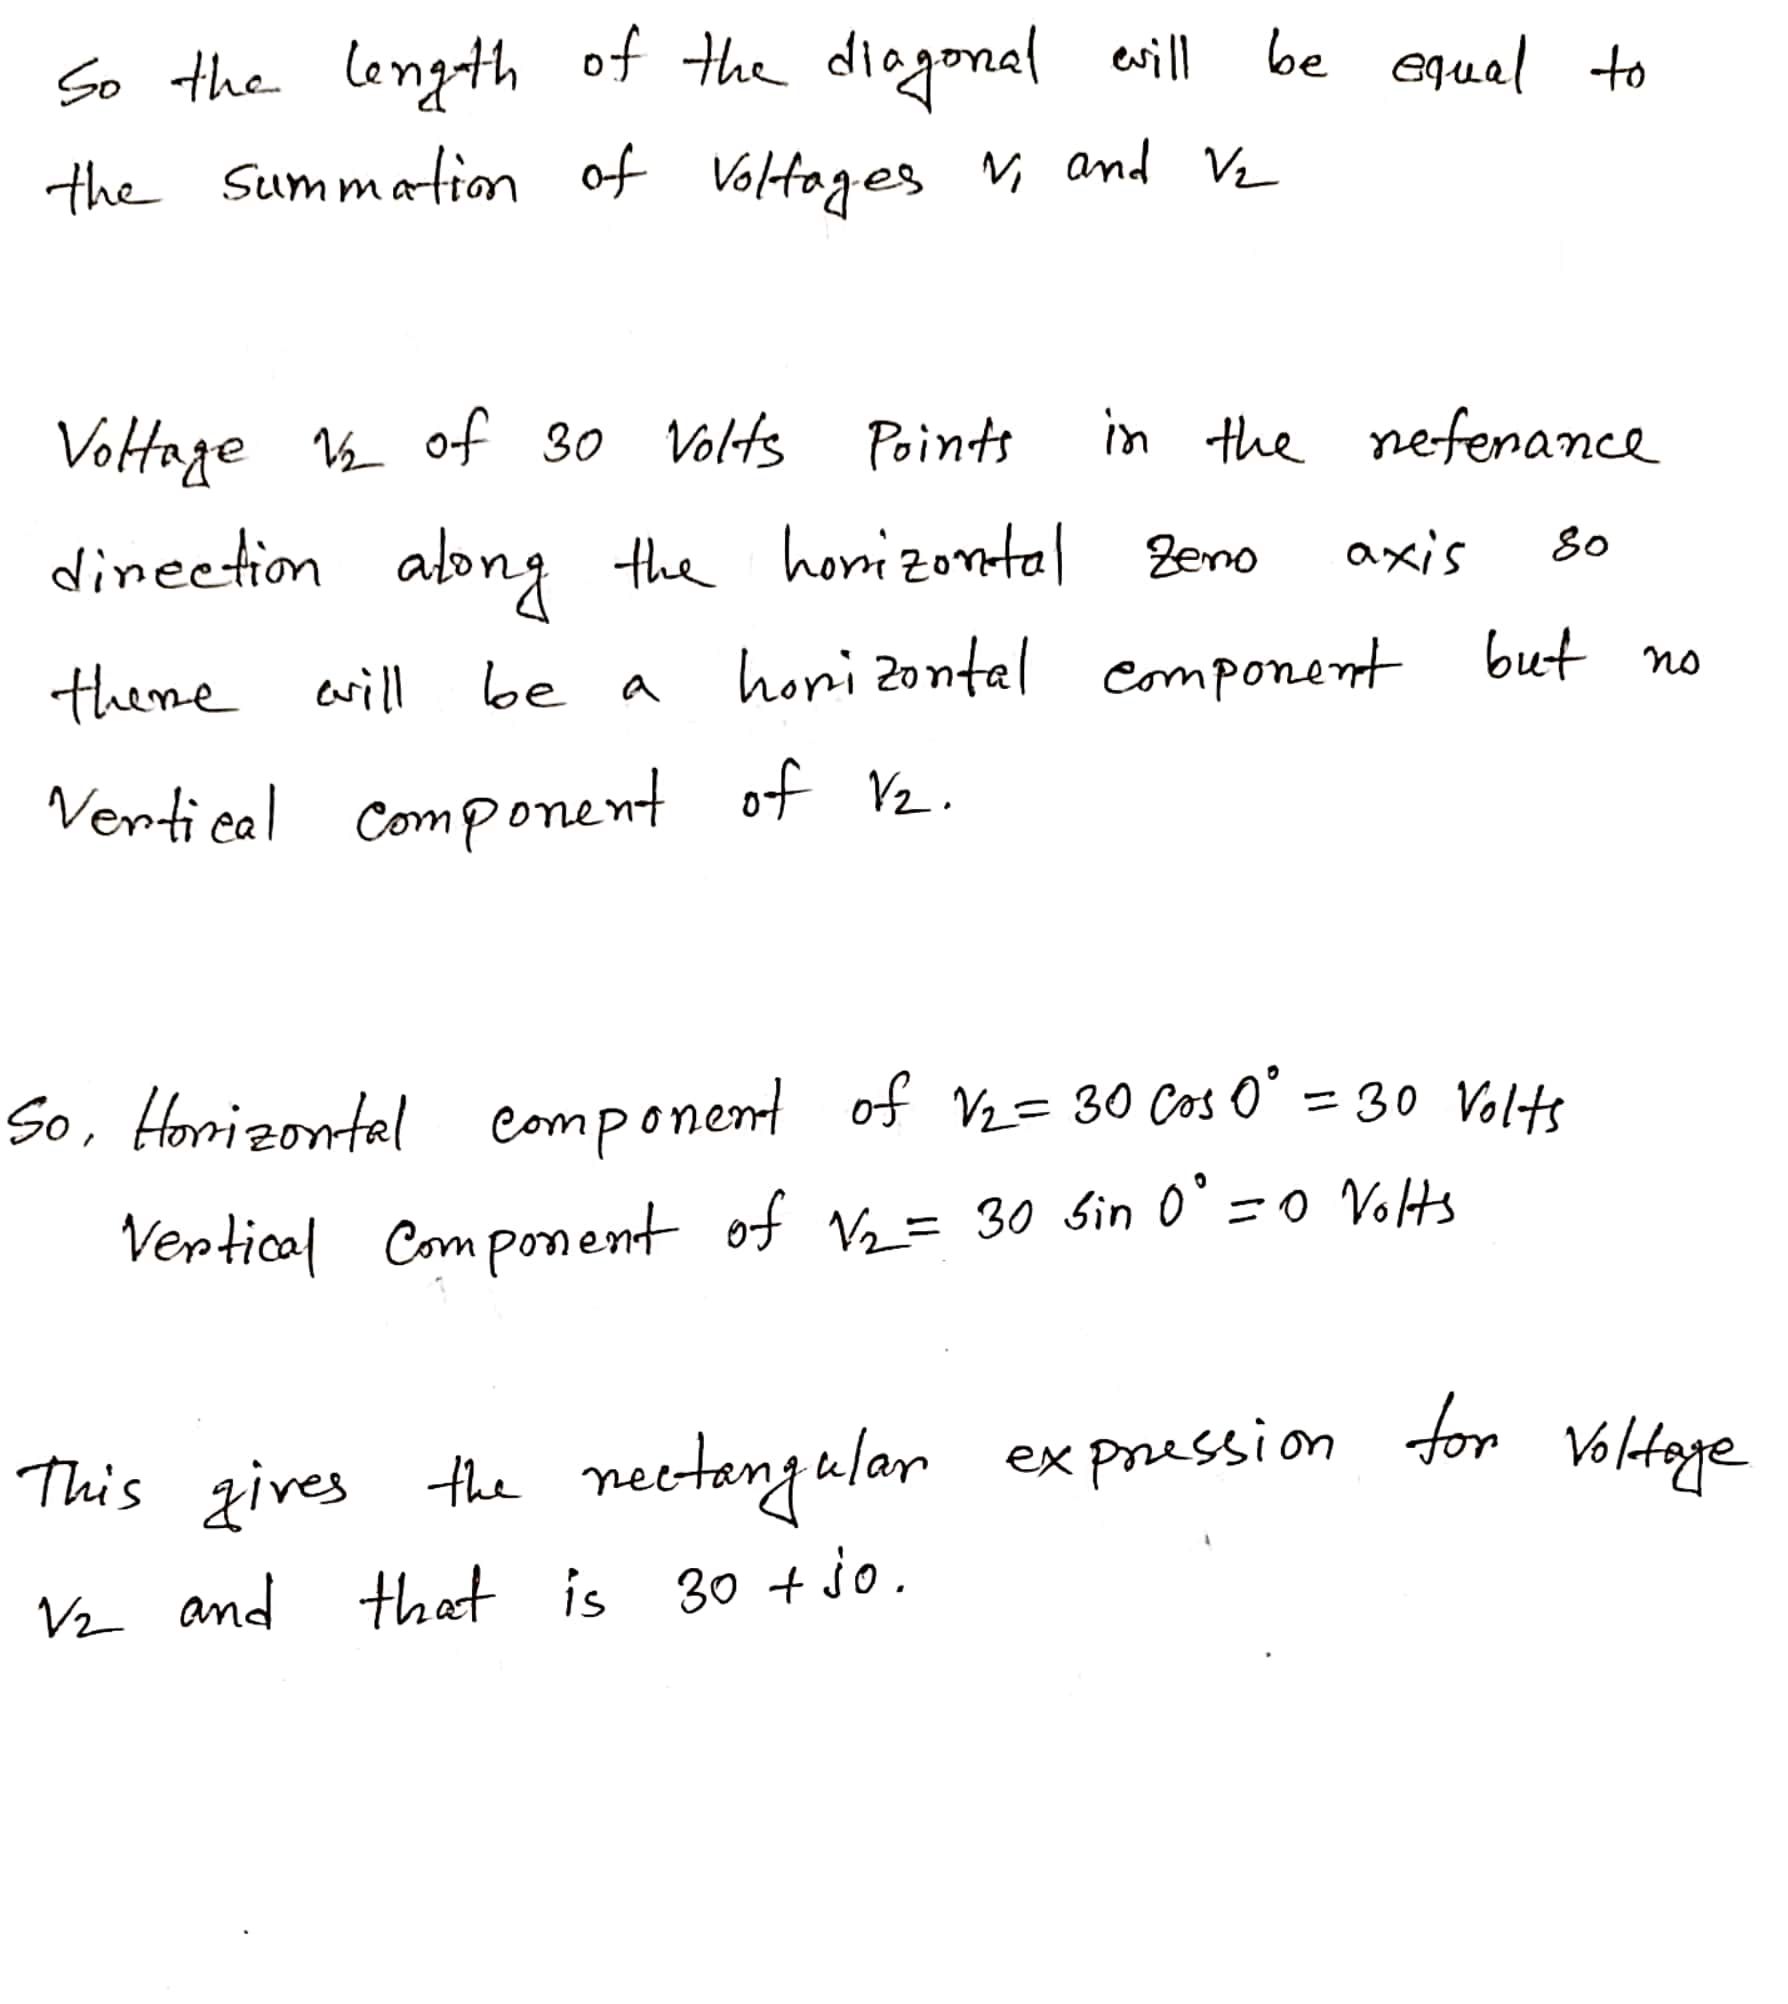 So the length of the diagonal will be equal to
the summation of Voltages V₁ and V₂
Voltage V₂ of 30 Volts Points in the referance
direction along the horizontal zero axis so
there will be a horizontal component but no
Vertical component of V₂.
So, Horizontal component of V₂ = 30 Cos 0° = 30 Volts
Vertical Component of V₂ = 30 Sin 0° = 0 Volts
This gives the rectangular expression for Voltage
V₂ and that is 30 + j0.